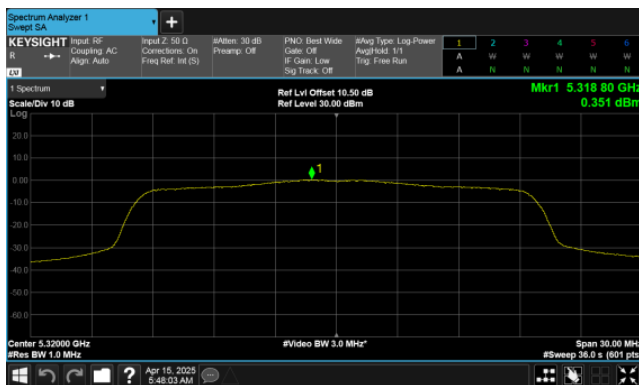 Spectrum Analyzer 1
Swept SA
+
KEYSIGHT
R
LXI
Input: RF
Coupling: AC
Align: Auto
Input Z: 50 Ω
Corrections: On
Freq Ref: Int (S)
#Atten: 30 dB
Preamp: Off
PNO: Best Wide
Gate: Off
IF Gain: Low
Sig Track: Off
#Avg Type: Log-Power
Avg|Hold: 1/1
Trig: Free Run
1 2 3 4 5 6
A W W W W W
A N N N N N
1 Spectrum
Scale/Div 10 dB
Log
Ref Lvl Offset 10.50 dB
Ref Level 30.00 dBm
Mkr1 5.318 80 GHz
0.351 dBm
20.0
10.0
0.00
-10.0
-20.0
-30.0
-40.0
-50.0
-60.0
1
Center 5.32000 GHz
#Res BW 1.0 MHz
#Video BW 3.0 MHz*
Span 30.00 MHz
#Sweep 36.0 s (601 pts)
?
Apr 15, 2025
5:48:03 AM